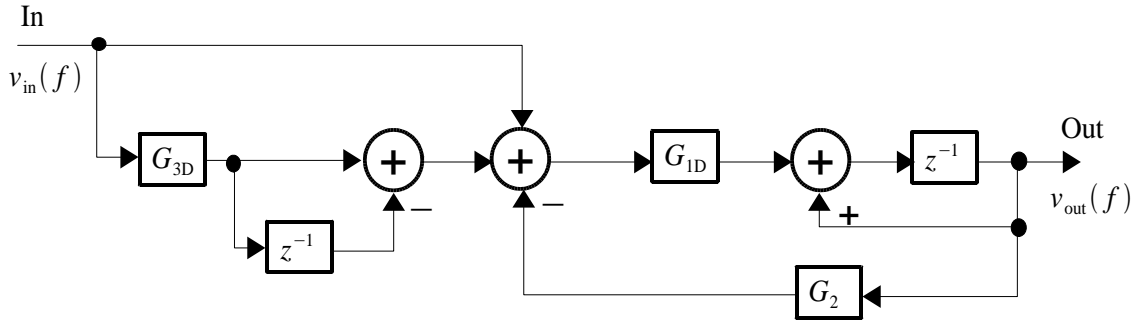 In
v_in(f)
G_3D
+
+
G_1D
+
z^-1
Out
v_out(f)
−
−
+
z^-1
G_2